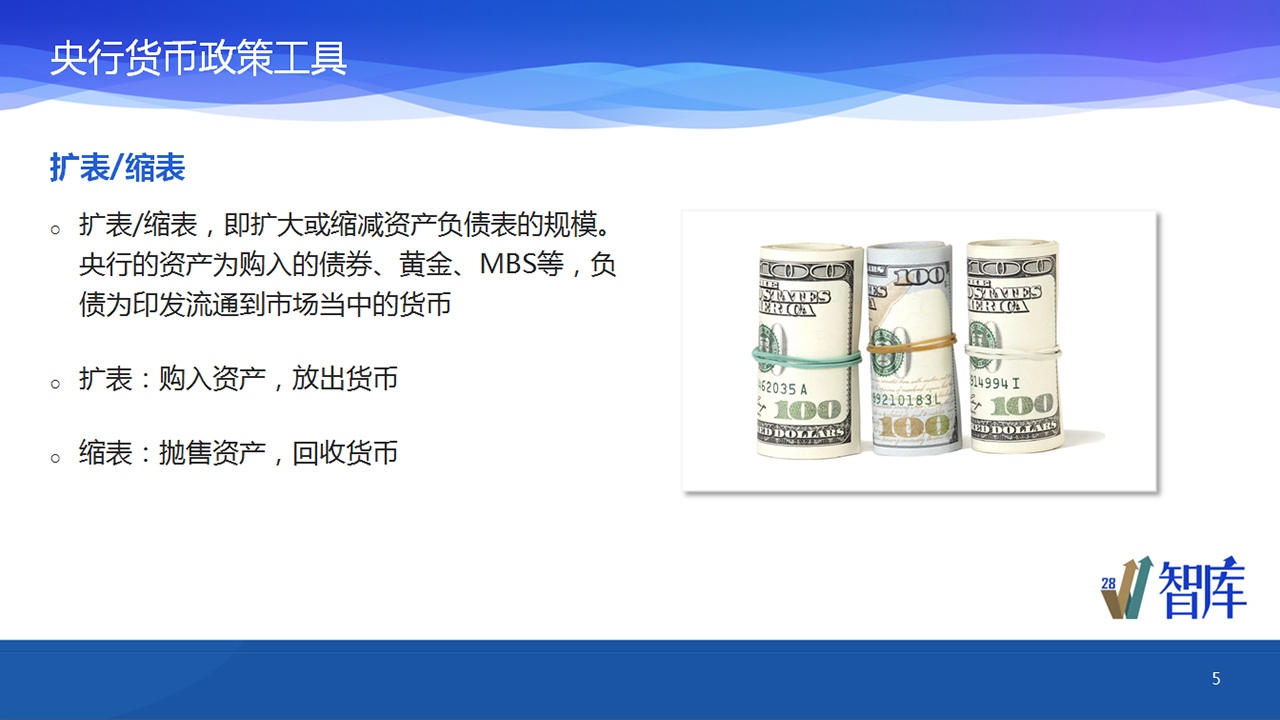 央行货币政策工具
扩表/缩表
扩表/缩表，即扩大或缩减资产负债表的规模。
央行的资产为购入的债券、黄金、MBS等，负
债为印发流通到市场当中的货币
扩表：购入资产，放出货币
缩表：抛售资产，回收货币
100
STATES
ERICA
STATES
ERICA
462035 A
100
89210183L
100
814994 I
100
ED DOLLARS
ED DOLLARS
28
智库
5